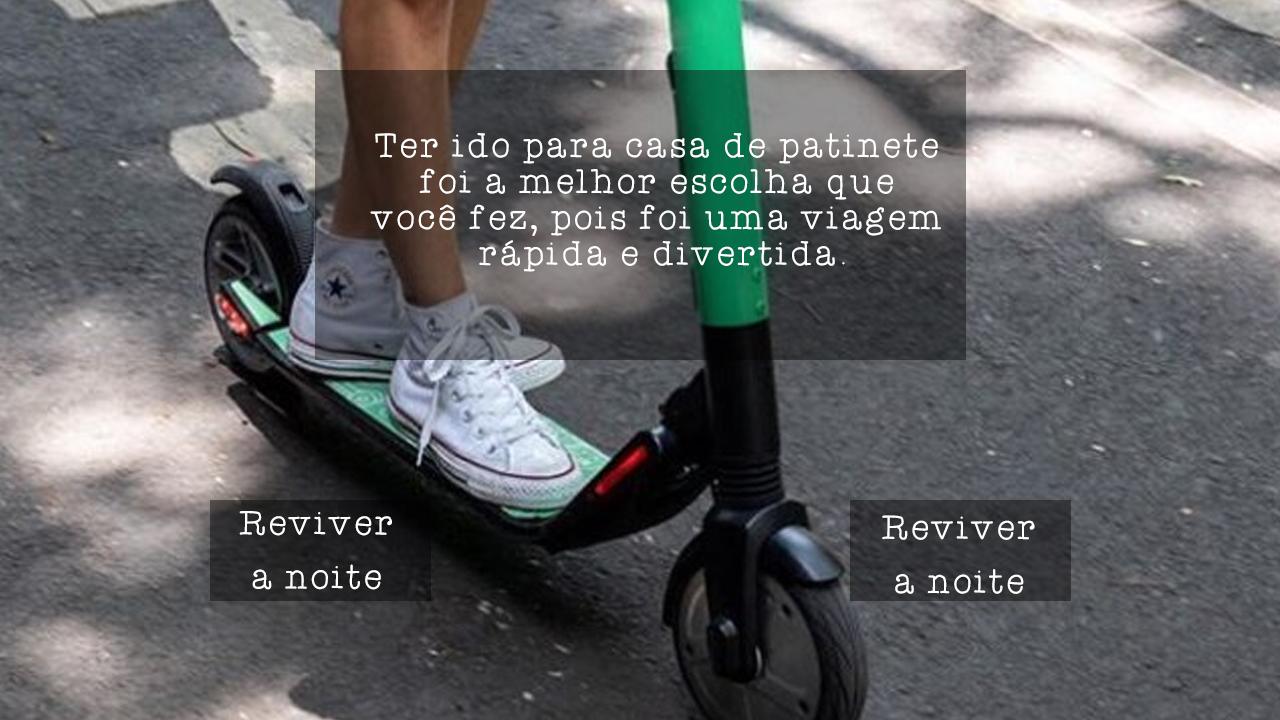 Ter ido para casa de patinete
foi a melhor escolha que
você fez, pois foi uma viagem
rápida e divertida.
Reviver
a noite
Reviver
a noite